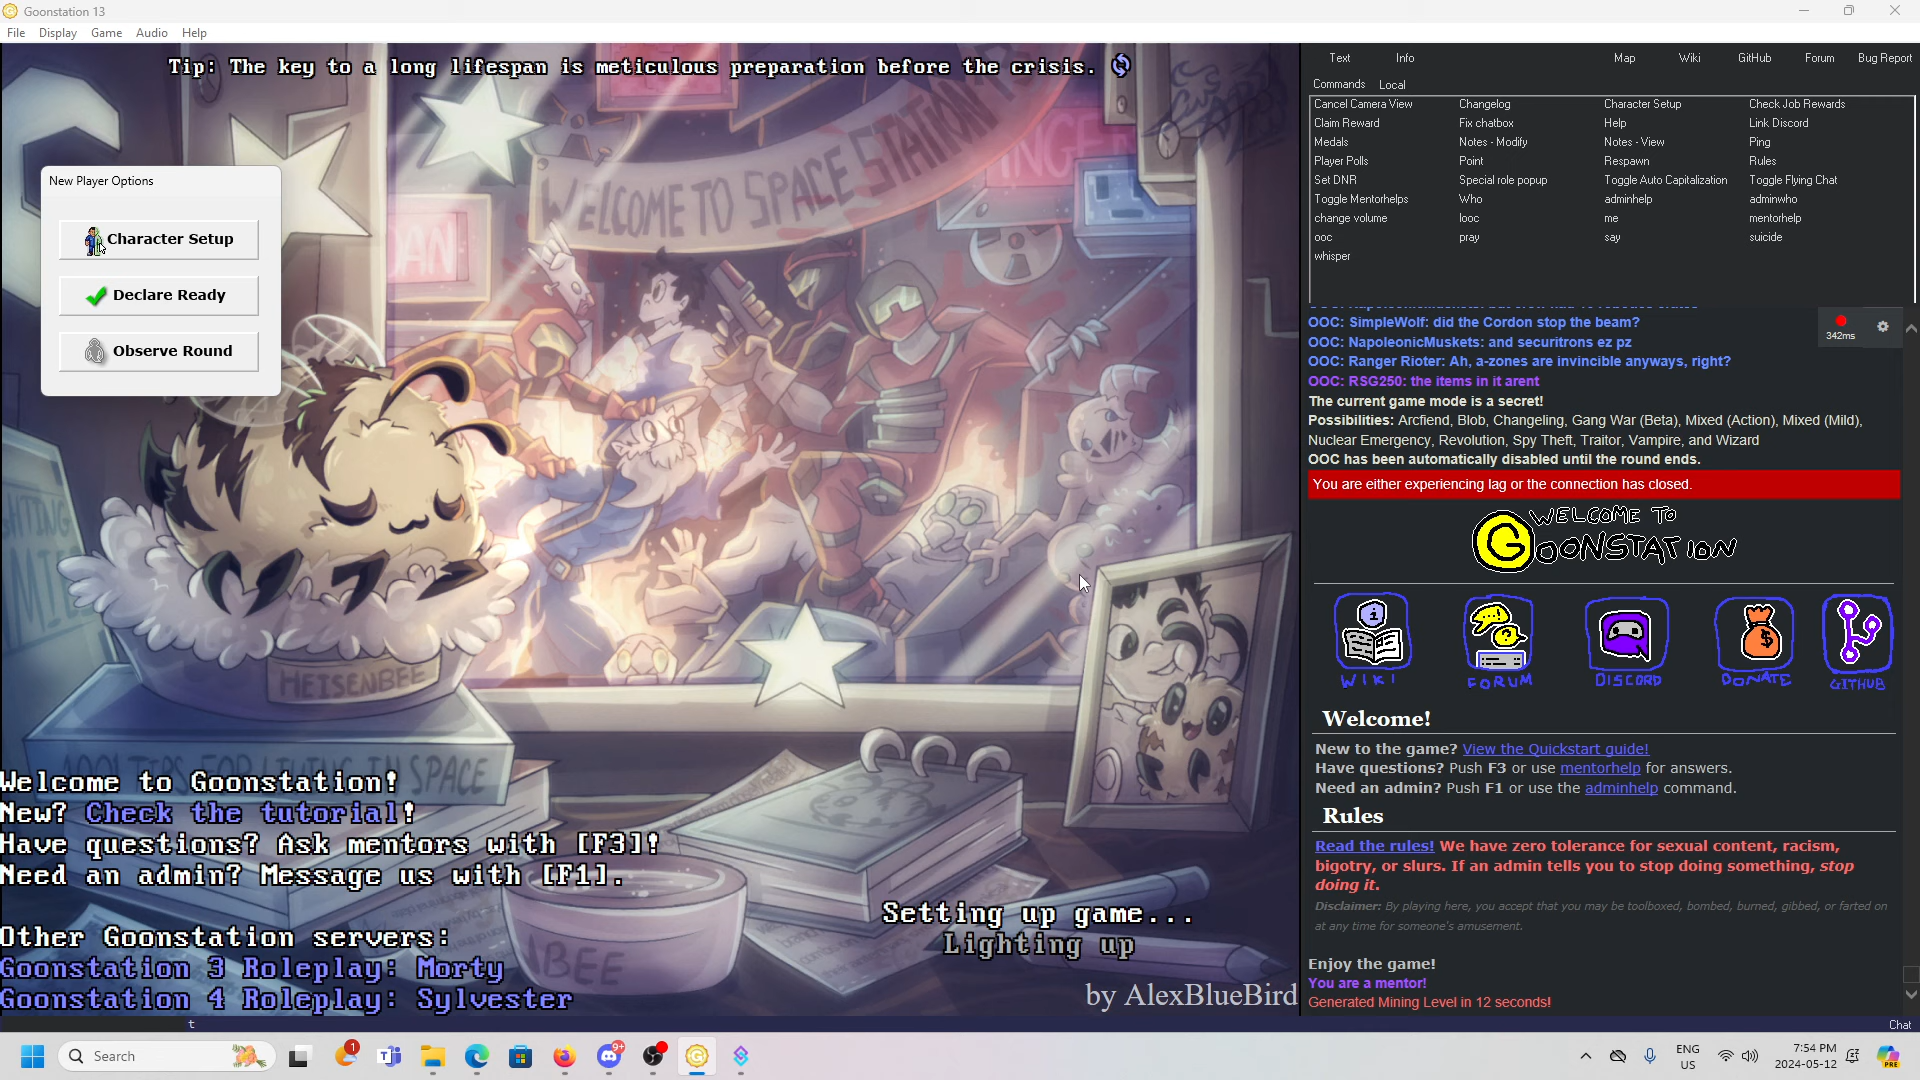 Goonstation 13
File Display Game Audio Help
Tip: The key to a long lifespan is meticulous preparation before the crisis.
WELCOME TO SPACE STATION
New Player Options
Character Setup
Declare Ready
Observe Round
HEISENBEE
Welcome to Goonstation!
New? Check the tutorial!
Have questions? Ask mentors with [F3]!
Need an admin? Message us with [F1].
Other Goonstation servers:
Goonstation 3 Roleplay: Morty
Goonstation 4 Roleplay: Sylvester
Setting up game...
Lighting up
by AlexBlueBird
t
Text Info Map Wiki GitHub Forum Bug Report
Commands Local
Cancel Camera View Changelog Character Setup Check Job Rewards
Claim Reward Fix chatbox Help Link Discord
Medals Notes - Modify Notes - View Ping
Player Polls Point Respawn Rules
Set DNR Special role popup Toggle Auto Capitalization Toggle Flying Chat
Toggle Mentorhelps Who adminhelp adminwho
change volume looc me mentorhelp
ooc pray say suicide
whisper
342ms
OOC: SimpleWolf: did the Cordon stop the beam?
OOC: NapoleonicMuskets: and securitrons ez pz
OOC: Ranger Rioter: Ah, a-zones are invincible anyways, right?
OOC: RSG250: the items in it arent
The current game mode is a secret!
Possibilities: Arcfiend, Blob, Changeling, Gang War (Beta), Mixed (Action), Mixed (Mild),
Nuclear Emergency, Revolution, Spy Theft, Traitor, Vampire, and Wizard
OOC has been automatically disabled until the round ends.
You are either experiencing lag or the connection has closed.
WELCOME TO
GOONSTATION
WIKI FORUM DISCORD DONATE GITHUB
Welcome!
New to the game? View the Quickstart guide!
Have questions? Push F3 or use mentorhelp for answers.
Need an admin? Push F1 or use the adminhelp command.
Rules
Read the rules! We have zero tolerance for sexual content, racism,
bigotry, or slurs. If an admin tells you to stop doing something, stop
doing it.
Disclaimer: By playing here, you accept that you may be toolboxed, bombed, burned, gibbed, or farted on
at any time for someone's amusement.
Enjoy the game!
You are a mentor!
Generated Mining Level in 12 seconds!
Chat
Search
1
9+
ENG
US
7:54 PM
2024-05-12
PRE